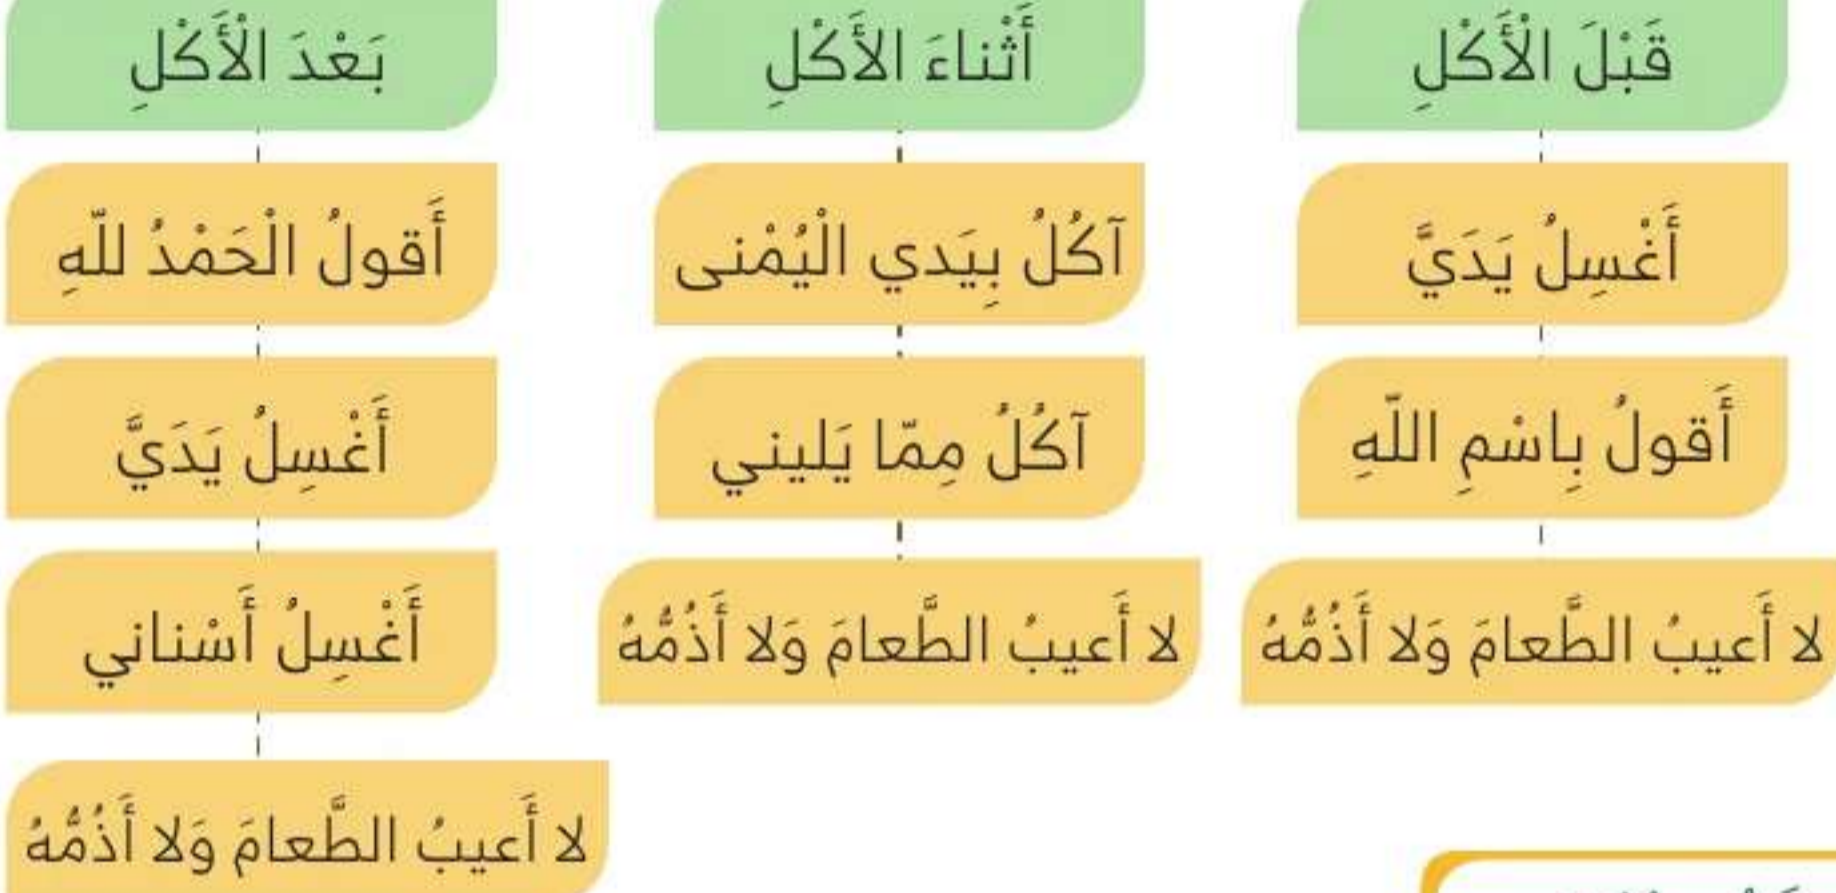 قَبْلَ الْأَكْلِ
أَغْسِلُ يَدَيَّ
أَقولُ بِاسْمِ اللّهِ
لا أَعيبُ الطَّعامَ وَلا أَذُمُّهُ
أَثْناءَ الأَكْلِ
آكُلُ بِيَدي الْيُمْنى
آكُلُ مِمّا يَليني
لا أَعيبُ الطَّعامَ وَلا أَذُمُّهُ
بَعْدَ الْأَكْلِ
أَقولُ الْحَمْدُ للّهِ
أَغْسِلُ يَدَيَّ
أَغْسِلُ أَسْناني
لا أَعيبُ الطَّعامَ وَلا أَذُمُّهُ